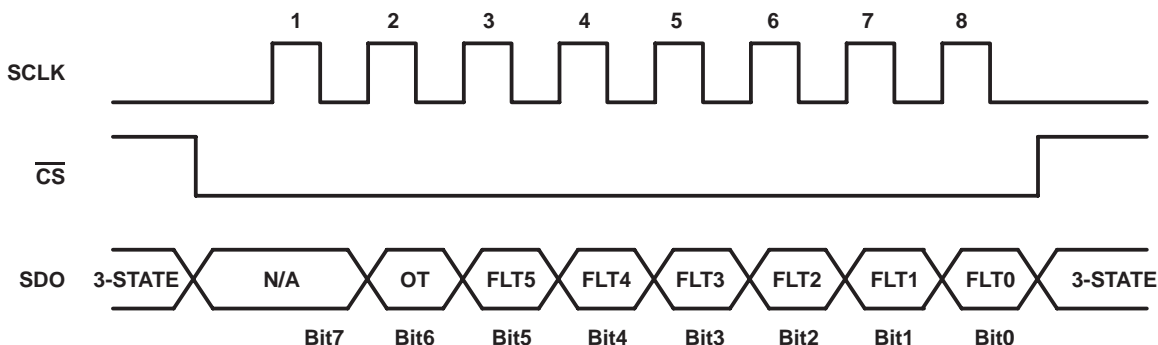 1 2 3 4 5 6 7 8
SCLK
CS
SDO 3-STATE N/A OT FLT5 FLT4 FLT3 FLT2 FLT1 FLT0 3-STATE
Bit7 Bit6 Bit5 Bit4 Bit3 Bit2 Bit1 Bit0